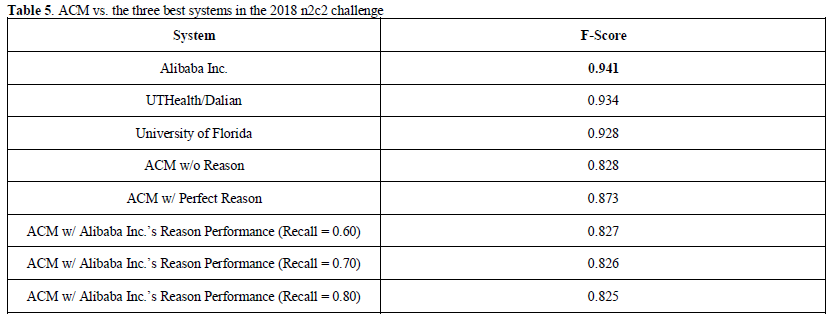 Table 5. ACM vs. the three best systems in the 2018 n2c2 challenge
System F-Score
Alibaba Inc. 0.941
UTHealth/Dalian 0.934
University of Florida 0.928
ACM w/o Reason 0.828
ACM w/ Perfect Reason 0.873
ACM w/ Alibaba Inc.'s Reason Performance (Recall = 0.60) 0.827
ACM w/ Alibaba Inc.'s Reason Performance (Recall = 0.70) 0.826
ACM w/ Alibaba Inc.'s Reason Performance (Recall = 0.80) 0.825